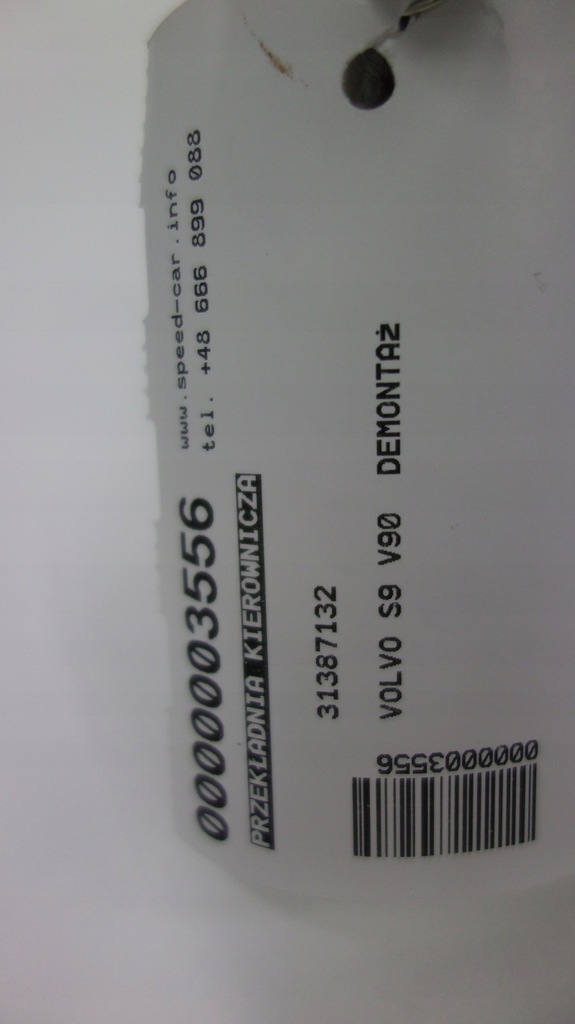 0000003556
www.speed-car.info
tel. +48 666 899 088
PRZEKŁADNIA KIEROWNICZA
31387132
VOLVO S9 V90 DEMONTAŻ
0000003556